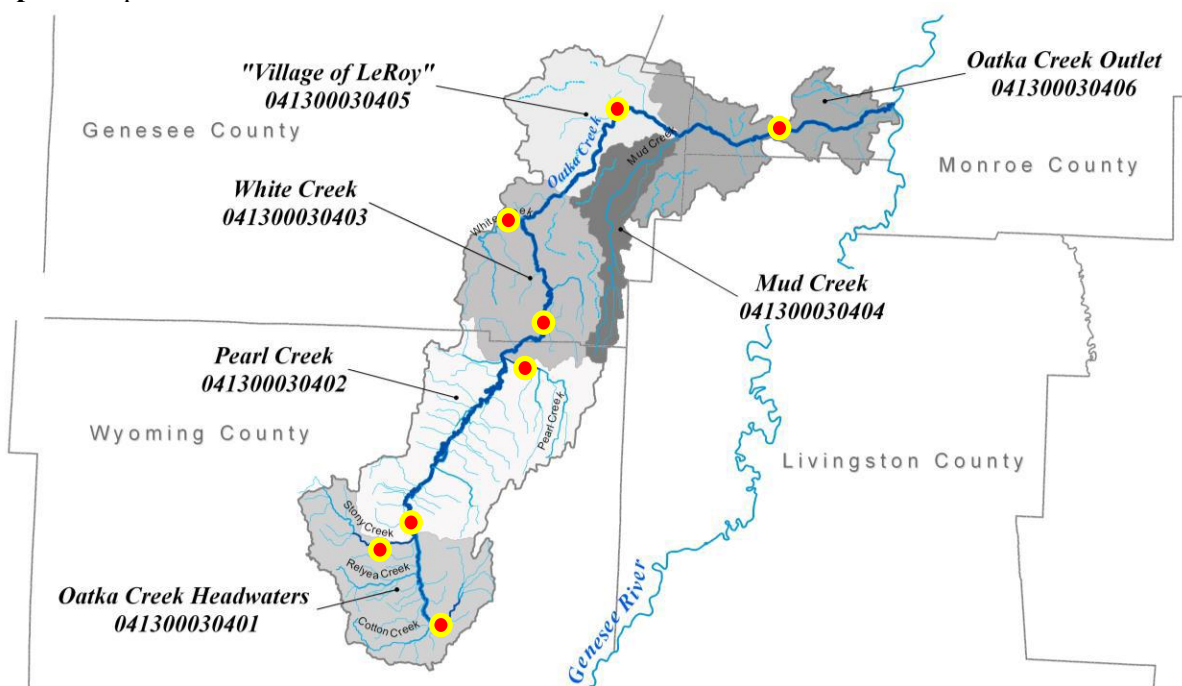 "Village of LeRoy"
041300030405
Oatka Creek Outlet
041300030406
Genesee County
Oatka Creek
Mud Creek
Monroe County
White Creek
041300030403
Mud Creek
041300030404
Pearl Creek
041300030402
Pearl Creek
Wyoming County
Livingston County
Stony Creek
Relyea Creek
Oatka Creek Headwaters
041300030401
Cotton Creek
Genesee River